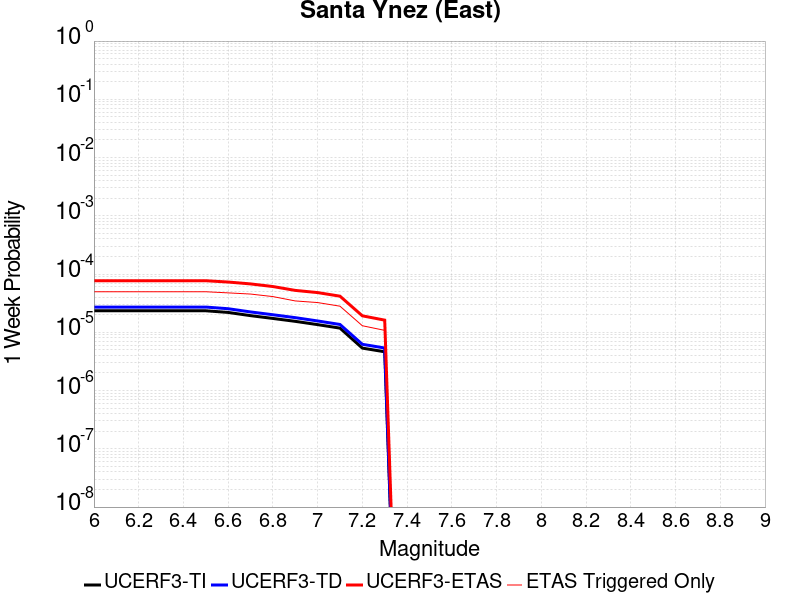 Santa Ynez (East)
10^0
10^-1
10^-2
10^-3
10^-4
10^-5
10^-6
10^-7
10^-8
1 Week Probability
6 6.2 6.4 6.6 6.8 7 7.2 7.4 7.6 7.8 8 8.2 8.4 8.6 8.8 9
Magnitude
UCERF3-TI UCERF3-TD UCERF3-ETAS ETAS Triggered Only